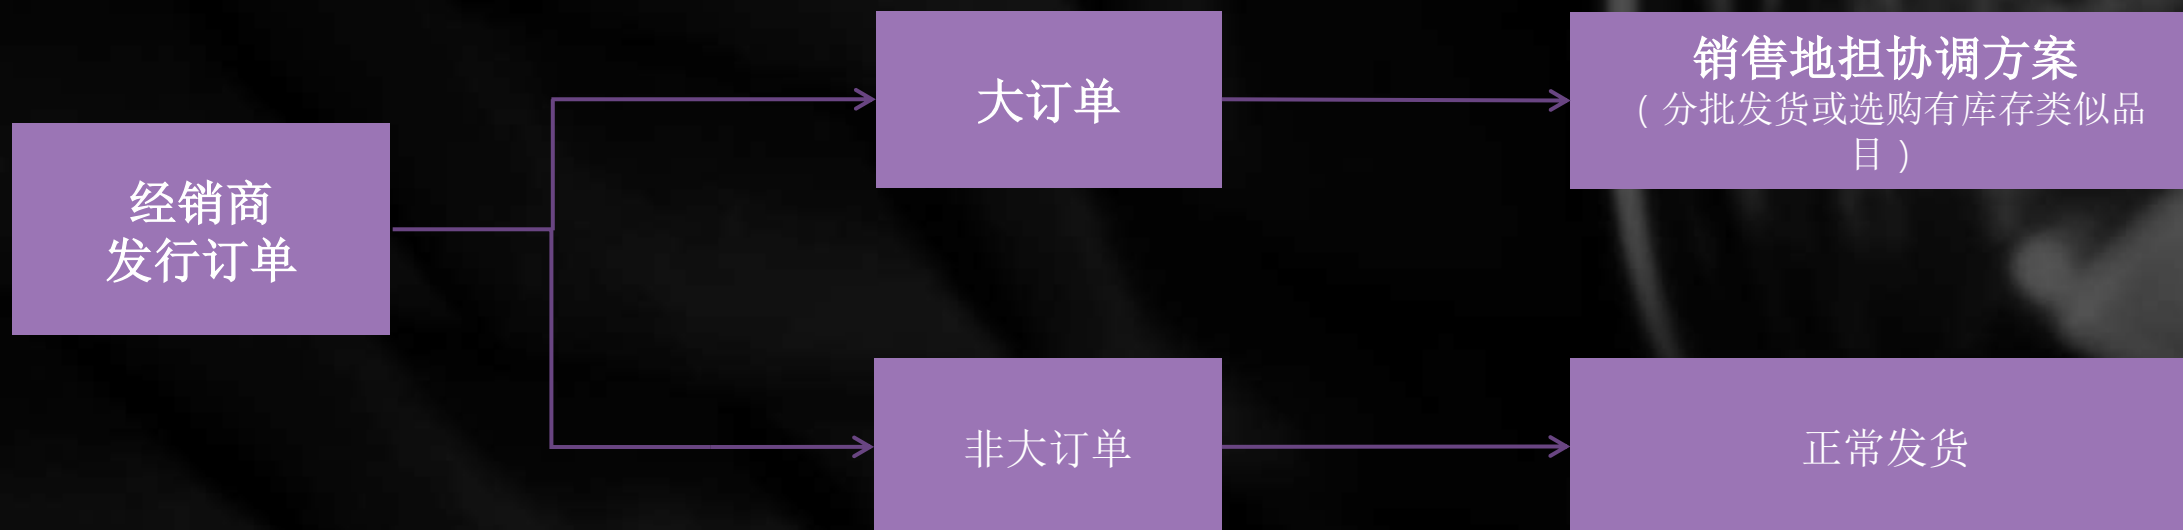 经销商
发行订单
大订单
销售地担协调方案
（分批发货或选购有库存类似品
目）
非大订单
正常发货